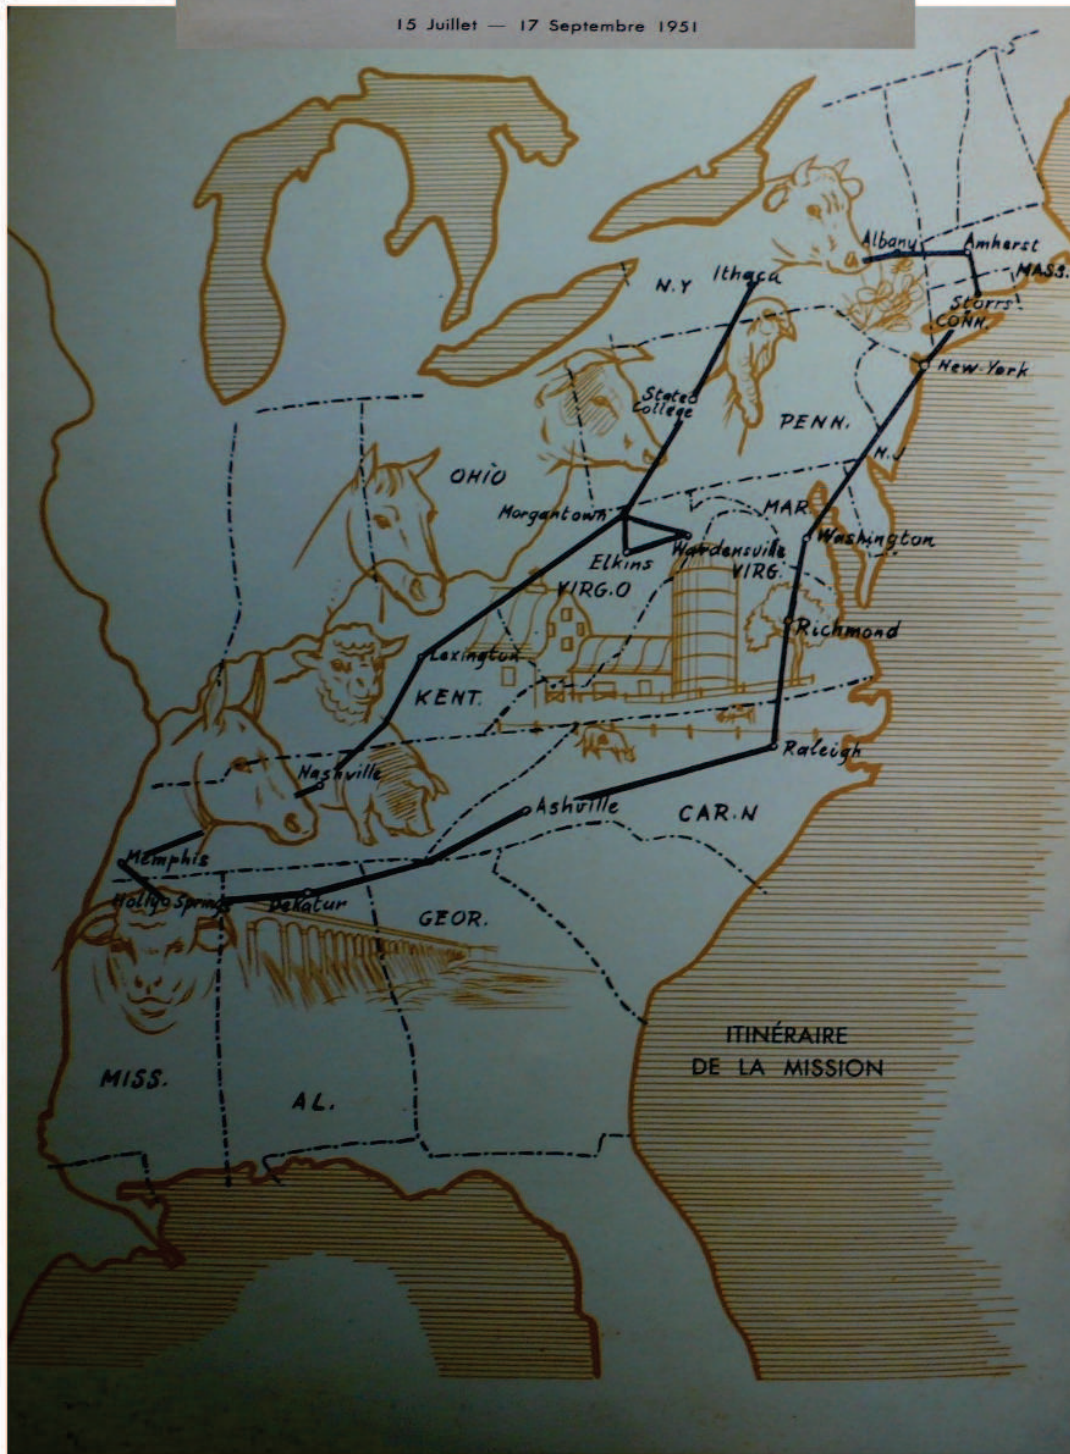 15 Juillet — 17 Septembre 1951
Albany
Amherst
MASS.
N.Y
Ithaca
Storrs
CONN.
New-York
State
College
PENN.
N.J
OHIO
MAR
Morgantown
Washington
Elkins
Wardensville
VIRG.
VIRG.O
Richmond
Lexington
KENT.
Raleigh
Nashville
Ashville
CAR.N
Memphis
Hollyo Springs
Dekatur
GEOR.
ITINÉRAIRE
DE LA MISSION
MISS.
AL.